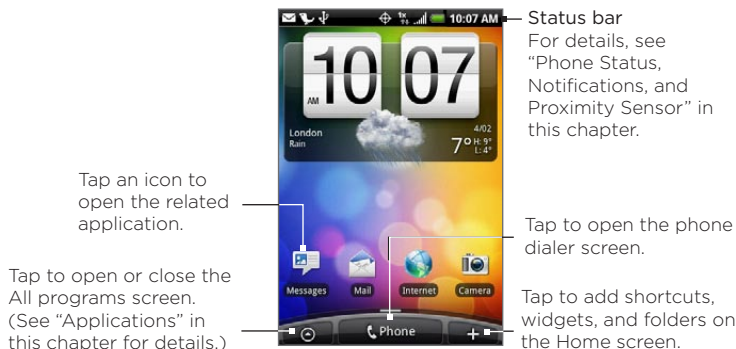 10:07 AM
Status bar
For details, see
“Phone Status,
Notifications, and
Proximity Sensor” in
this chapter.
10 07
AM
London
Rain
4/02
7° H: 9°
L: 4°
Tap an icon to
open the related
application.
Tap to open the phone
dialer screen.
Messages Mail Internet Camera
Tap to open or close the
All programs screen.
(See “Applications” in
this chapter for details.)
Phone
Tap to add shortcuts,
widgets, and folders on
the Home screen.